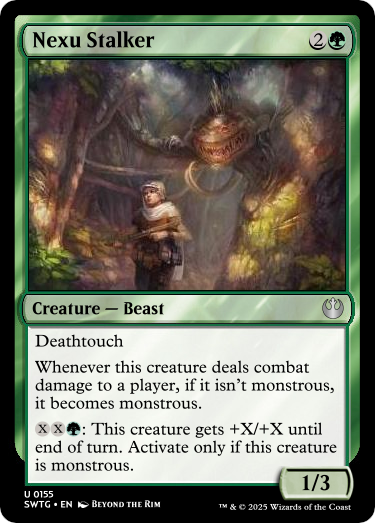 Nexu Stalker 2
Creature — Beast
Deathtouch
Whenever this creature deals combat
damage to a player, if it isn't monstrous,
it becomes monstrous.
XX: This creature gets +X/+X until
end of turn. Activate only if this creature
is monstrous.
1/3
U 0155
SWTG • EN Beyond the Rim
™ & © 2025 Wizards of the Coast